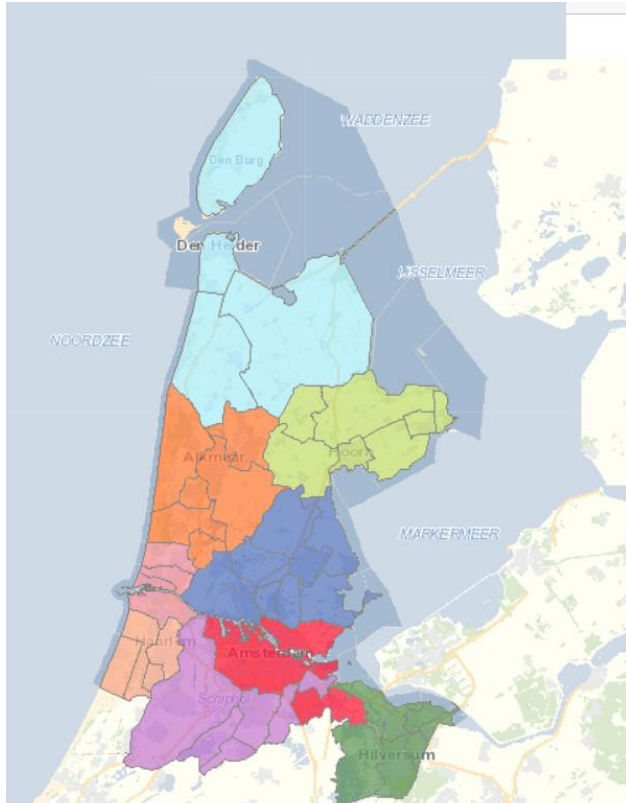 WADDENZEE
Den Burg
Den Helder
IJSSELMEER
NOORDZEE
Alkmaar
Hoorn
MARKERMEER
Haarlem
Amsterdam
Schiphol
Hilversum